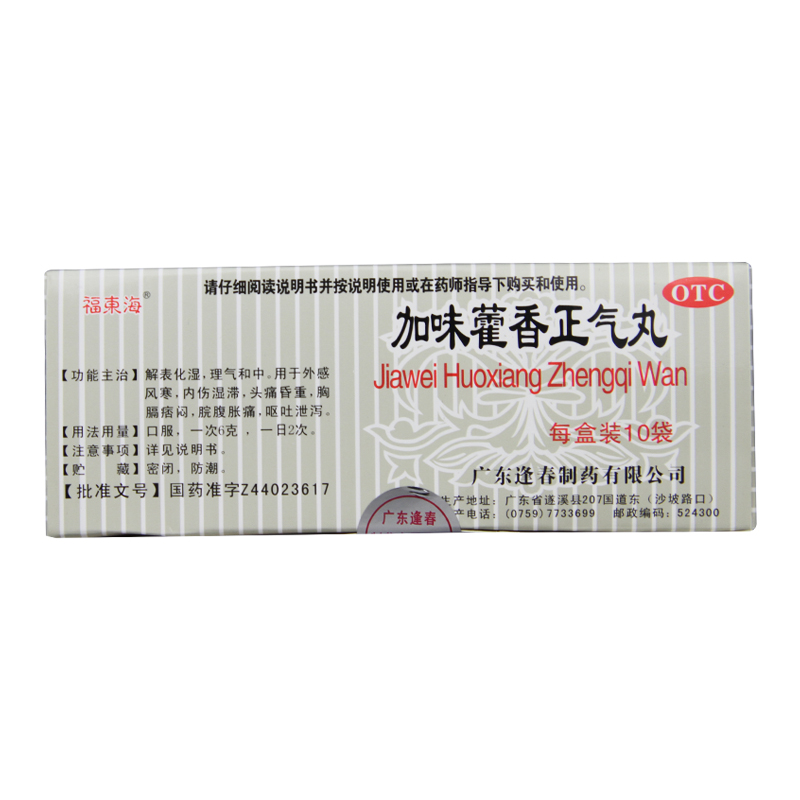 请仔细阅读说明书并按说明使用或在药师指导下购买和使用。
OTC
福東海®
加味藿香正气丸
Jiawei Huoxiang Zhengqi Wan
每盒装10袋
【功能主治】解表化湿,理气和中。用于外感
风寒,内伤湿滞,头痛昏重,胸
膈痞闷,脘腹胀痛,呕吐泄泻。
【用法用量】口服,一次6克,一日2次。
【注意事项】详见说明书。
【贮 藏】密闭,防潮。
【批准文号】国药准字Z44023617
广东逢春制药有限公司
生产地址:广东省遂溪县207国道东(沙坡路口)
产电话:(0759)7733699 邮政编码:524300
广东逢春